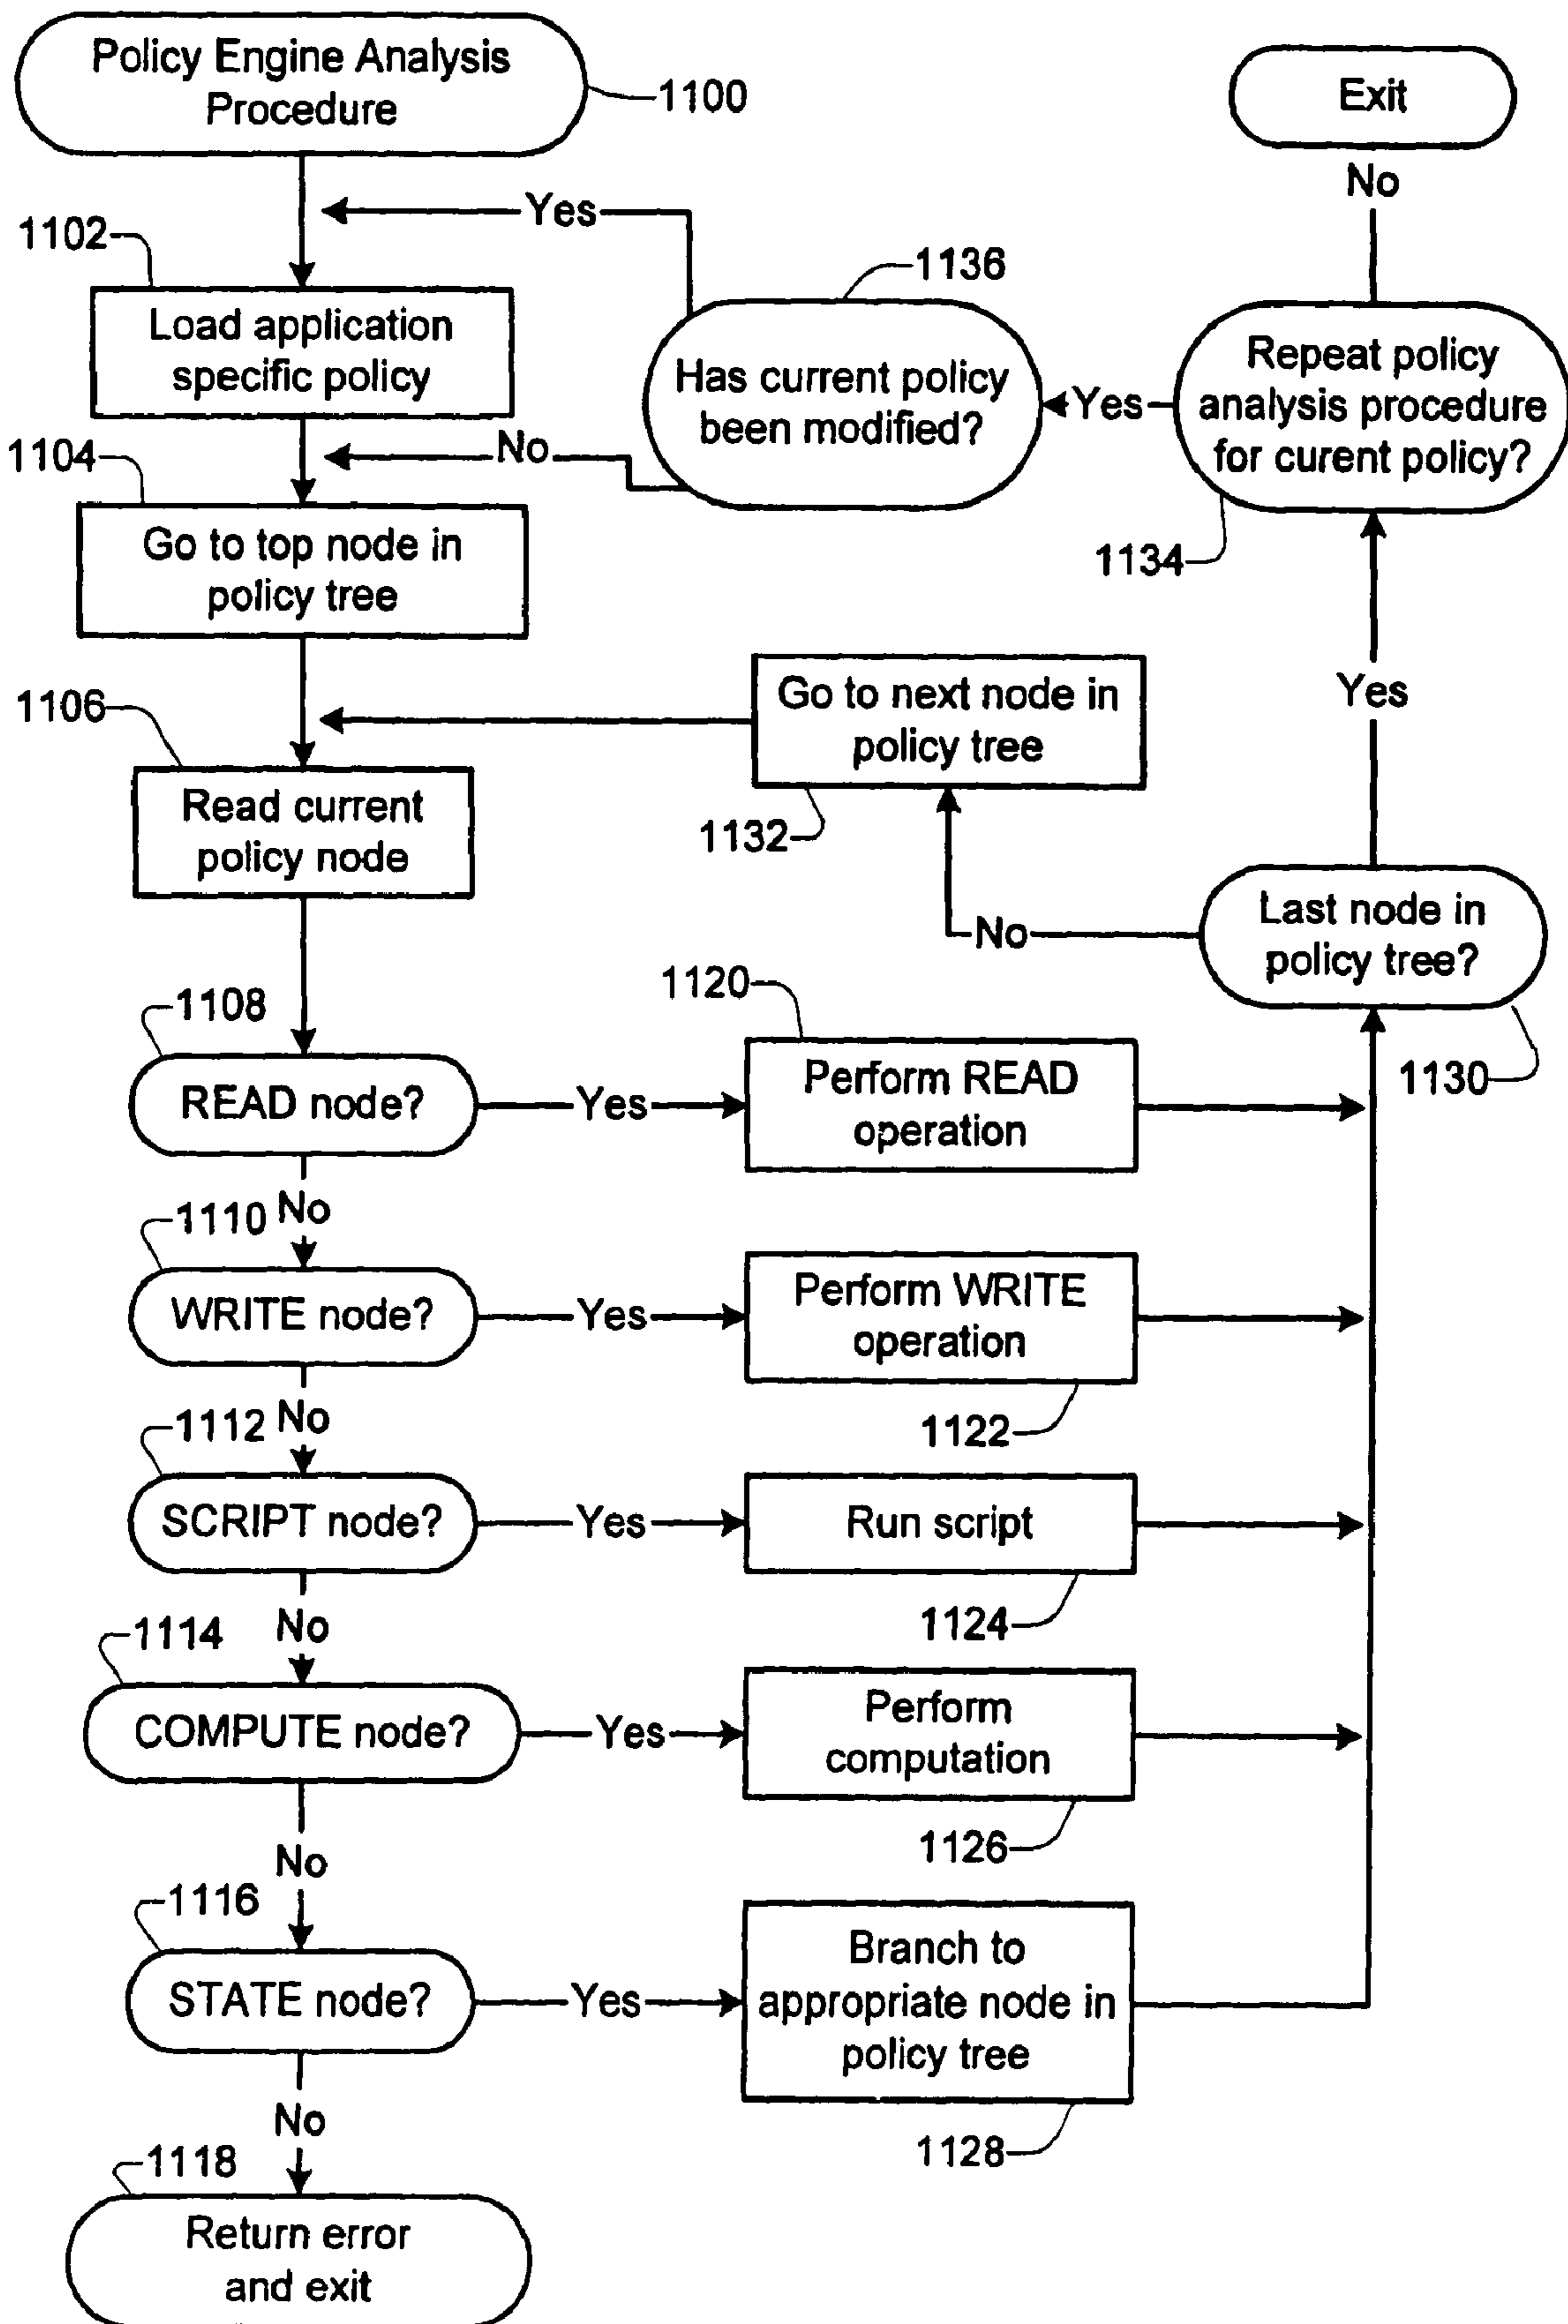 Policy Engine Analysis
Procedure
1100
Exit
No
Yes
1102
1136
Load application
specific policy
Has current policy
been modified?
Yes
Repeat policy
analysis procedure
for curent policy?
No
1104
1134
Go to top node in
policy tree
Yes
1106
Go to next node in
policy tree
1132
Read current
policy node
Last node in
policy tree?
No
1130
1108
1120
READ node?
Yes
Perform READ
operation
No
1110
WRITE node?
Yes
Perform WRITE
operation
1122
No
1112
SCRIPT node?
Yes
Run script
1124
No
1114
COMPUTE node?
Yes
Perform
computation
1126
No
1116
STATE node?
Yes
Branch to
appropriate node in
policy tree
1128
No
1118
Return error
and exit